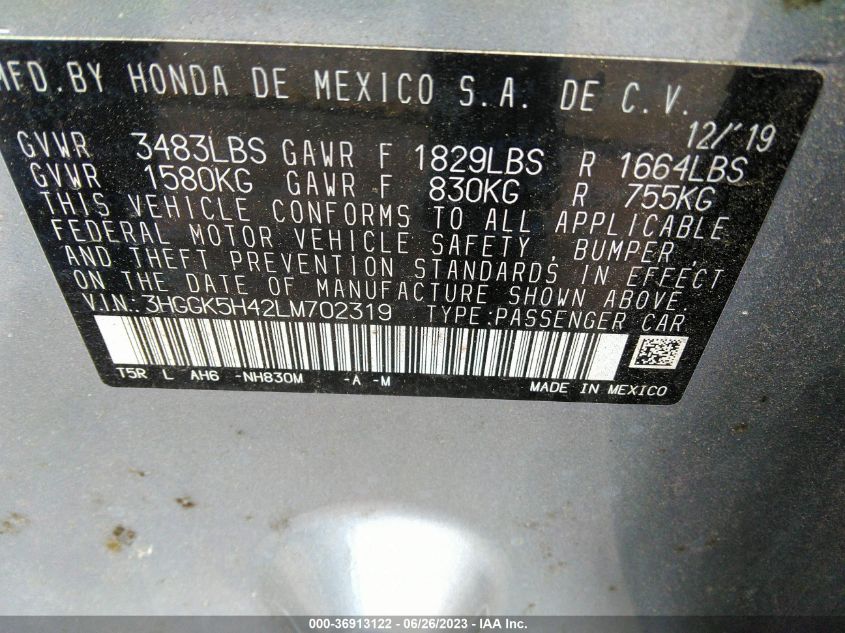 MFD.BY HONDA DE MEXICO S.A. DE C.V.
12/'19
GVWR 3483LBS GAWR F 1829LBS R 1664LBS
GVWR 1580KG GAWR F 830KG R 755KG
THIS VEHICLE CONFORMS TO ALL APPLICABLE
FEDERAL MOTOR VEHICLE SAFETY, BUMPER,
AND THEFT PREVENTION STANDARDS IN EFFECT
ON THE DATE OF MANUFACTURE SHOWN ABOVE
V.I.N.:3HGGK5H42LM702319 TYPE:PASSENGER CAR
T5R L AH6 -NH830M -A -M
MADE IN MEXICO
000-36913122 - 06/26/2023 - IAA Inc.